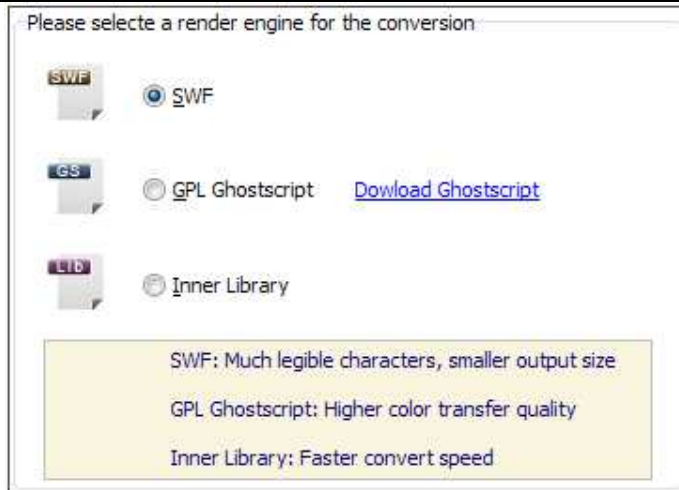 Please selecte a render engine for the conversion
SWF
SWF
GS
GPL Ghostscript Dowload Ghostscript
Lib
Inner Library
SWF: Much legible characters, smaller output size
GPL Ghostscript: Higher color transfer quality
Inner Library: Faster convert speed